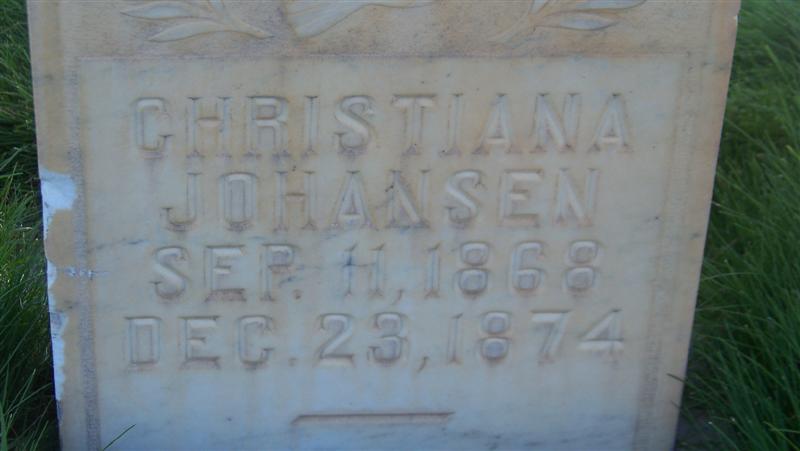 CHRISTIANA
JOHANSEN
SEP. 11, 1868
DEC. 23, 1874